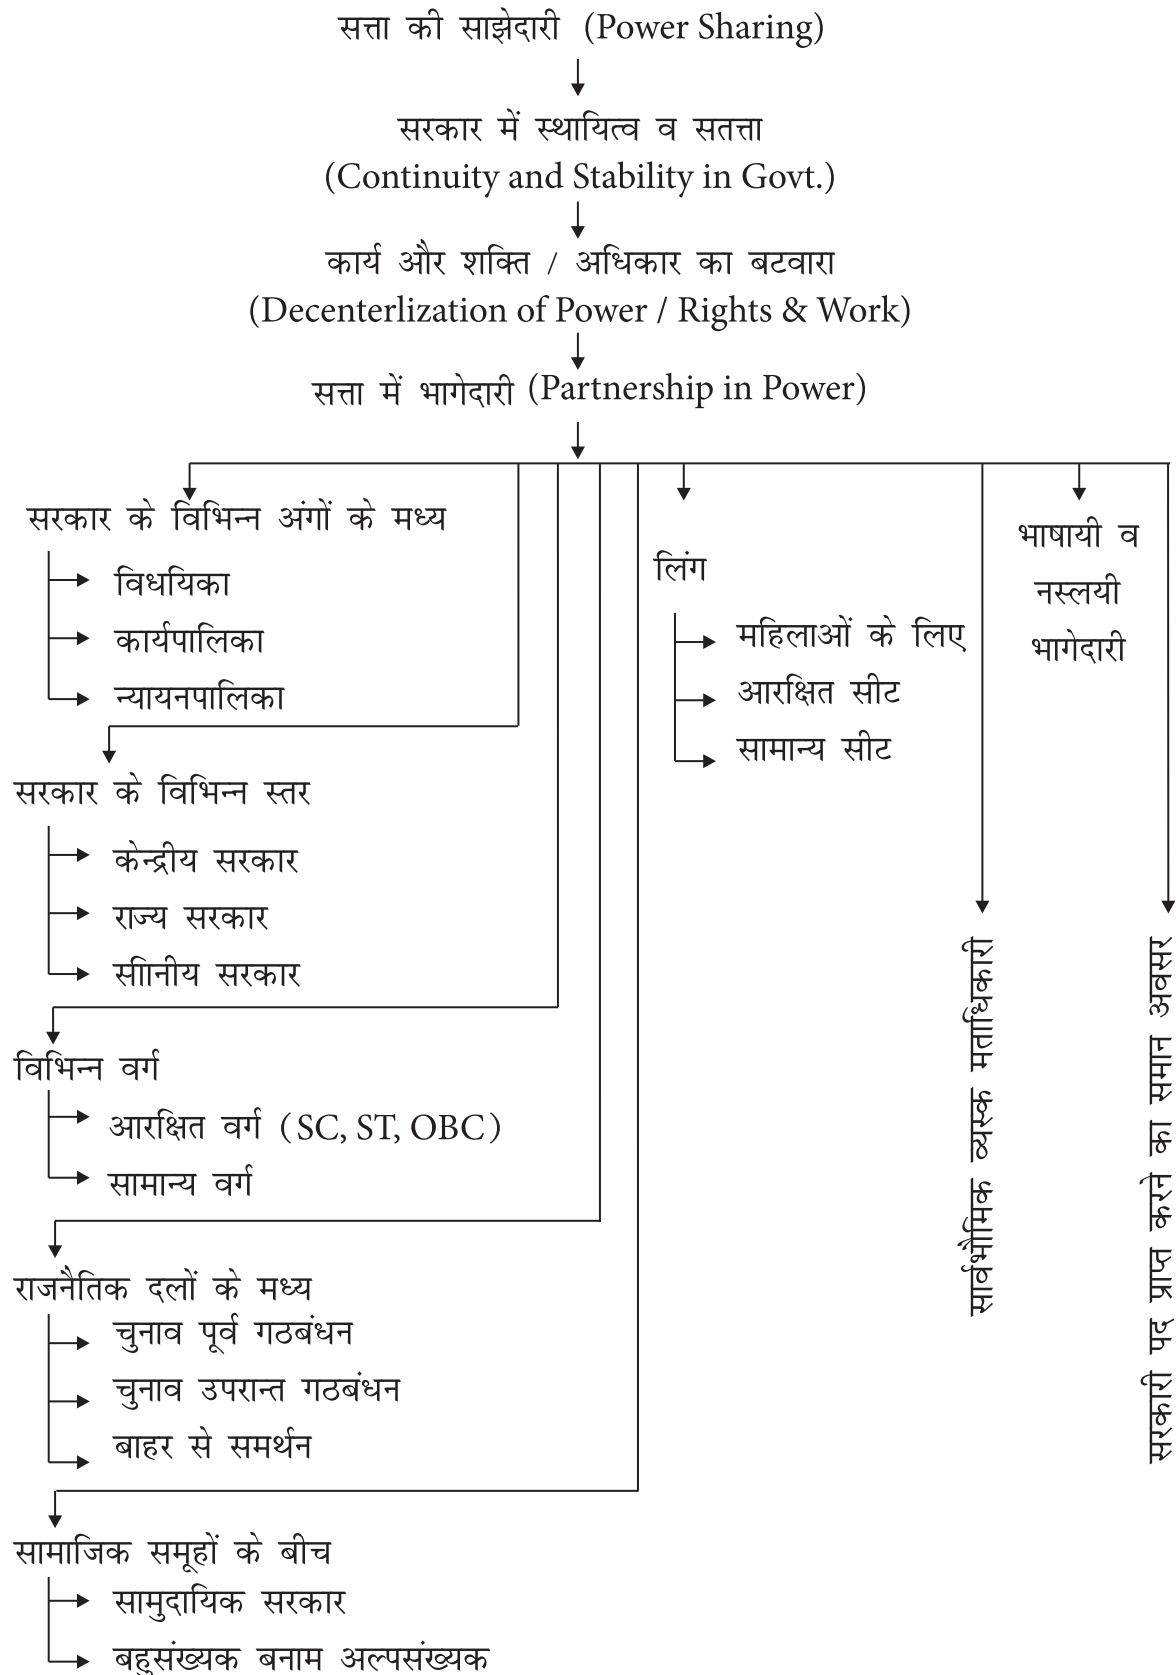 सत्ता की साझेदारी (Power Sharing)
सरकार में स्थायित्व व सतत्ता
(Continuity and Stability in Govt.)
कार्य और शक्ति / अधिकार का बटवारा
(Decenterlization of Power / Rights & Work)
सत्ता में भागेदारी (Partnership in Power)
सरकार के विभिन्न अंगों के मध्य
विधयिका
कार्यपालिका
न्यायनपालिका
सरकार के विभिन्न स्तर
केन्द्रीय सरकार
राज्य सरकार
सीानीय सरकार
विभिन्न वर्ग
आरक्षित वर्ग (SC, ST, OBC)
सामान्य वर्ग
राजनैतिक दलों के मध्य
चुनाव पूर्व गठबंधन
चुनाव उपरान्त गठबंधन
बाहर से समर्थन
सामाजिक समूहों के बीच
सामुदायिक सरकार
बहुसंख्यक बनाम अल्पसंख्यक
लिंग
महिलाओं के लिए
आरक्षित सीट
सामान्य सीट
सार्वभौमिक व्यस्क मताधिकारी
भाषायी व
नस्लयी
भागेदारी
सरकारी पद प्राप्त करने का समान अवसर